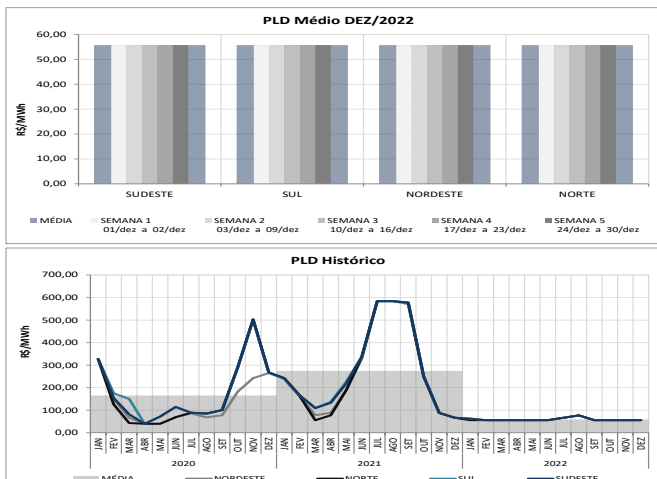 PLD Médio DEZ/2022
60,00
50,00
40,00
30,00
20,00
10,00
0,00
R$/MWh
SUDESTE SUL NORDESTE NORTE
MÉDIA SEMANA 1 SEMANA 2 SEMANA 3 SEMANA 4 SEMANA 5
01/dez a 02/dez 03/dez a 09/dez 10/dez a 16/dez 17/dez a 23/dez 24/dez a 30/dez
PLD Histórico
700,00
600,00
500,00
400,00
300,00
200,00
100,00
0,00
R$/MWh
JAN FEV MAR ABR MAI JUN JUL AGO SET OUT NOV DEZ JAN FEV MAR ABR MAI JUN JUL AGO SET OUT NOV DEZ JAN FEV MAR ABR MAI JUN JUL AGO SET OUT NOV DEZ
2020 2021 2022
MÉDIA NORDESTE NORTE SUL SUDESTE